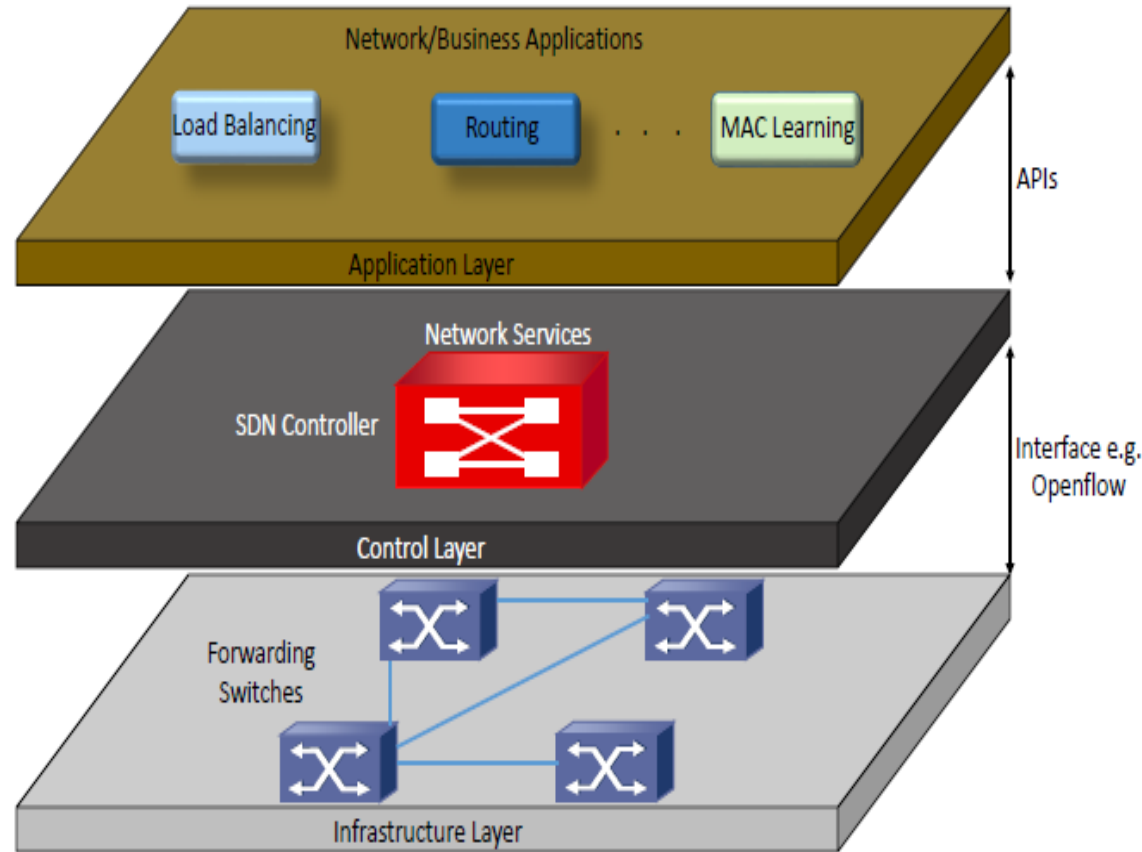 Network/Business Applications
Load Balancing
Routing
. . .
MAC Learning
APIs
Application Layer
Network Services
SDN Controller
Interface e.g.
Openflow
Control Layer
Forwarding
Switches
Infrastructure Layer